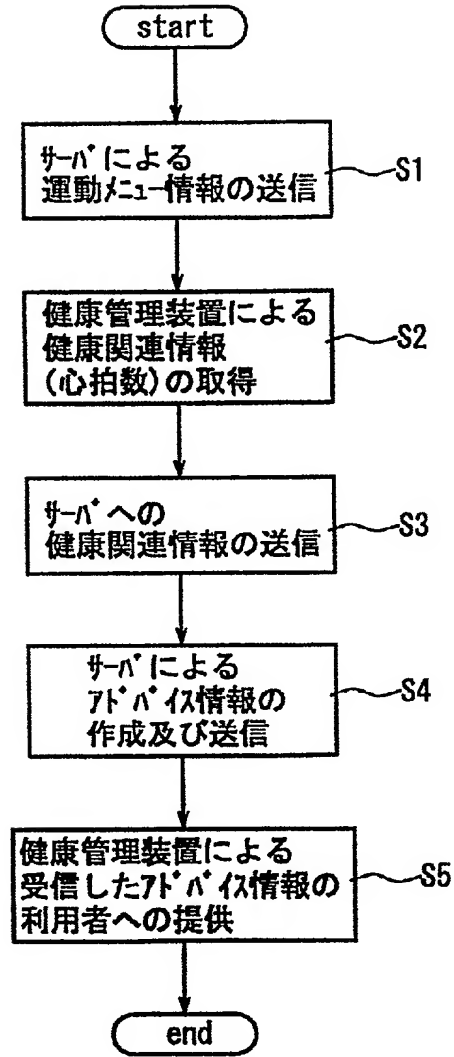 start
ｻｰﾊﾞによる
運動ﾒﾆｭｰ情報の送信
S1
健康管理装置による
健康関連情報
(心拍数)の取得
S2
ｻｰﾊﾞへの
健康関連情報の送信
S3
ｻｰﾊﾞによる
ｱﾄﾞﾊﾞｲｽ情報の
作成及び送信
S4
健康管理装置による
受信したｱﾄﾞﾊﾞｲｽ情報の
利用者への提供
S5
end